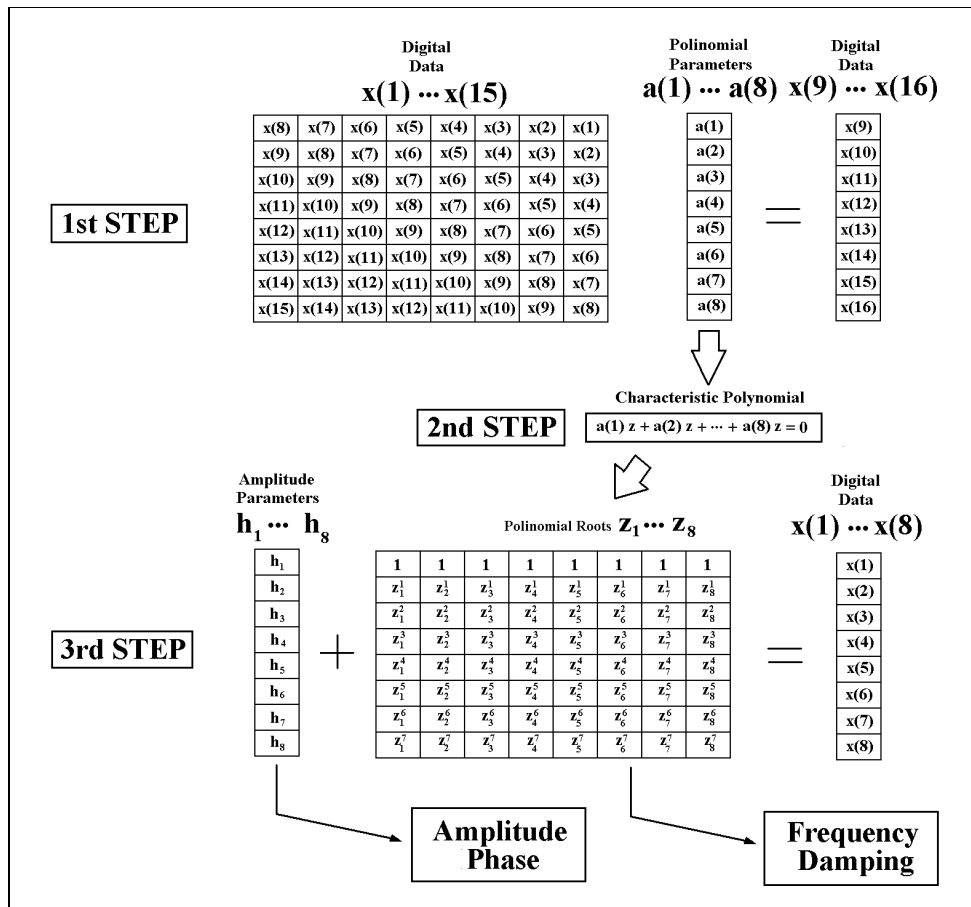 Digital
Data
x(1) ··· x(15)
Polinomial
Parameters
a(1) ··· a(8)
Digital
Data
x(9) ··· x(16)
1st STEP
x(8) x(7) x(6) x(5) x(4) x(3) x(2) x(1) a(1) x(9)
x(9) x(8) x(7) x(6) x(5) x(4) x(3) x(2) a(2) x(10)
x(10) x(9) x(8) x(7) x(6) x(5) x(4) x(3) a(3) x(11)
x(11) x(10) x(9) x(8) x(7) x(6) x(5) x(4) a(4) = x(12)
x(12) x(11) x(10) x(9) x(8) x(7) x(6) x(5) a(5) x(13)
x(13) x(12) x(11) x(10) x(9) x(8) x(7) x(6) a(6) x(14)
x(14) x(13) x(12) x(11) x(10) x(9) x(8) x(7) a(7) x(15)
x(15) x(14) x(13) x(12) x(11) x(10) x(9) x(8) a(8) x(16)
Characteristic Polynomial
2nd STEP
a(1) z + a(2) z + ··· + a(8) z = 0
Amplitude
Parameters
h₁ ··· h₈
Polinomial Roots z₁ ··· z₈
Digital
Data
x(1) ··· x(8)
3rd STEP
h₁ 1 1 1 1 1 1 1 1 x(1)
h₂ z₁¹ z₂¹ z₃¹ z₄¹ z₅¹ z₆¹ z₇¹ z₈¹ x(2)
h₃ z₁² z₂² z₃² z₄² z₅² z₆² z₇² z₈² x(3)
h₄ z₁³ z₂³ z₃³ z₄³ z₅³ z₆³ z₇³ z₈³ x(4)
h₅ + z₁⁴ z₂⁴ z₃⁴ z₄⁴ z₅⁴ z₆⁴ z₇⁴ z₈⁴ = x(5)
h₆ z₁⁵ z₂⁵ z₃⁵ z₄⁵ z₅⁵ z₆⁵ z₇⁵ z₈⁵ x(6)
h₇ z₁⁶ z₂⁶ z₃⁶ z₄⁶ z₅⁶ z₆⁶ z₇⁶ z₈⁶ x(7)
h₈ z₁⁷ z₂⁷ z₃⁷ z₄⁷ z₅⁷ z₆⁷ z₇⁷ z₈⁷ x(8)
Amplitude
Phase
Frequency
Damping